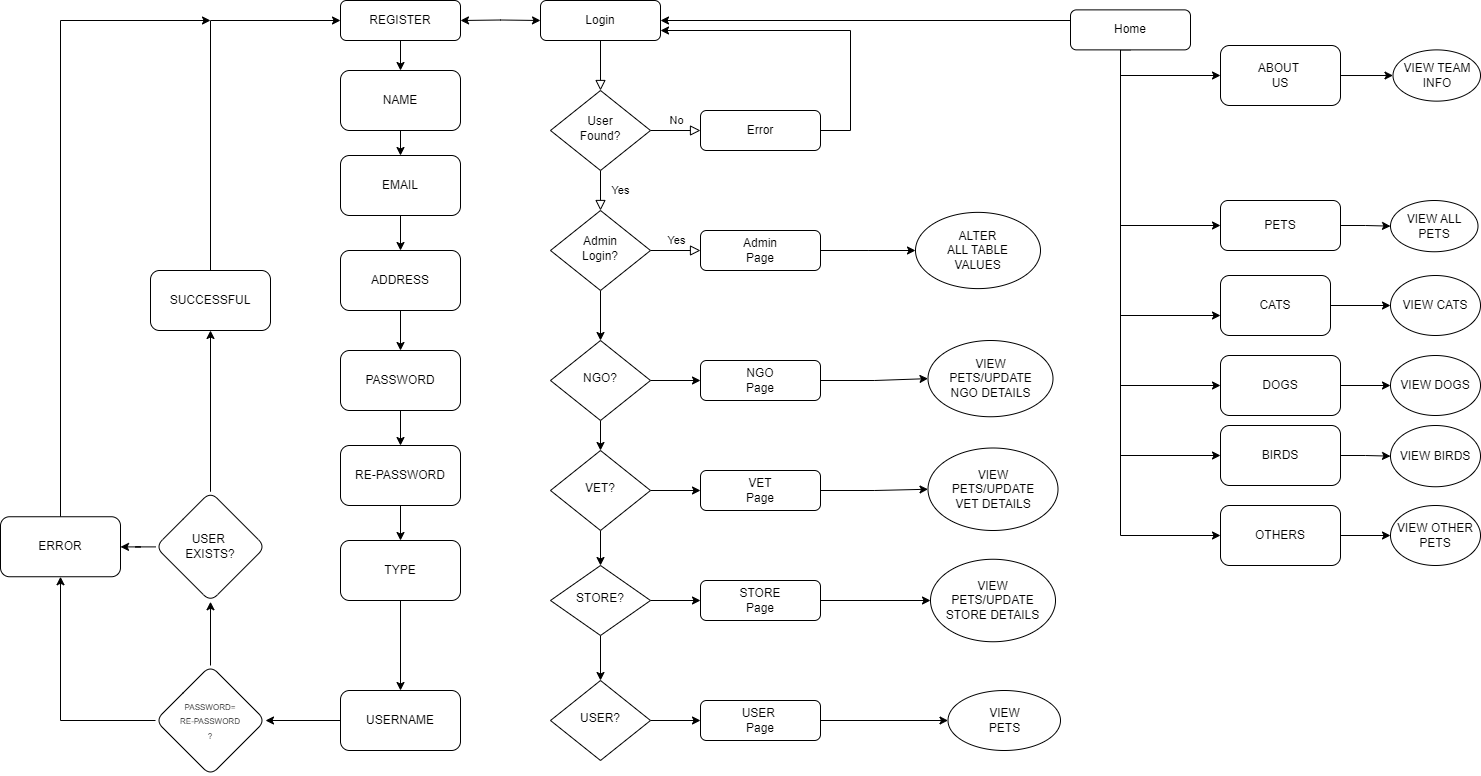 REGISTER
Login
Home
ABOUT
US
VIEW TEAM
INFO
NAME
User
Found?
No
Error
EMAIL
Yes
PETS
VIEW ALL
PETS
Admin
Login?
Yes
Admin
Page
ALTER
ALL TABLE
VALUES
ADDRESS
SUCCESSFUL
CATS
VIEW CATS
PASSWORD
NGO?
NGO
Page
VIEW
PETS/UPDATE
NGO DETAILS
DOGS
VIEW DOGS
RE-PASSWORD
VET?
VET
Page
VIEW
PETS/UPDATE
VET DETAILS
BIRDS
VIEW BIRDS
ERROR
USER
EXISTS?
TYPE
STORE?
STORE
Page
VIEW
PETS/UPDATE
STORE DETAILS
OTHERS
VIEW OTHER
PETS
PASSWORD=
RE-PASSWORD
?
USERNAME
USER?
USER
Page
VIEW
PETS